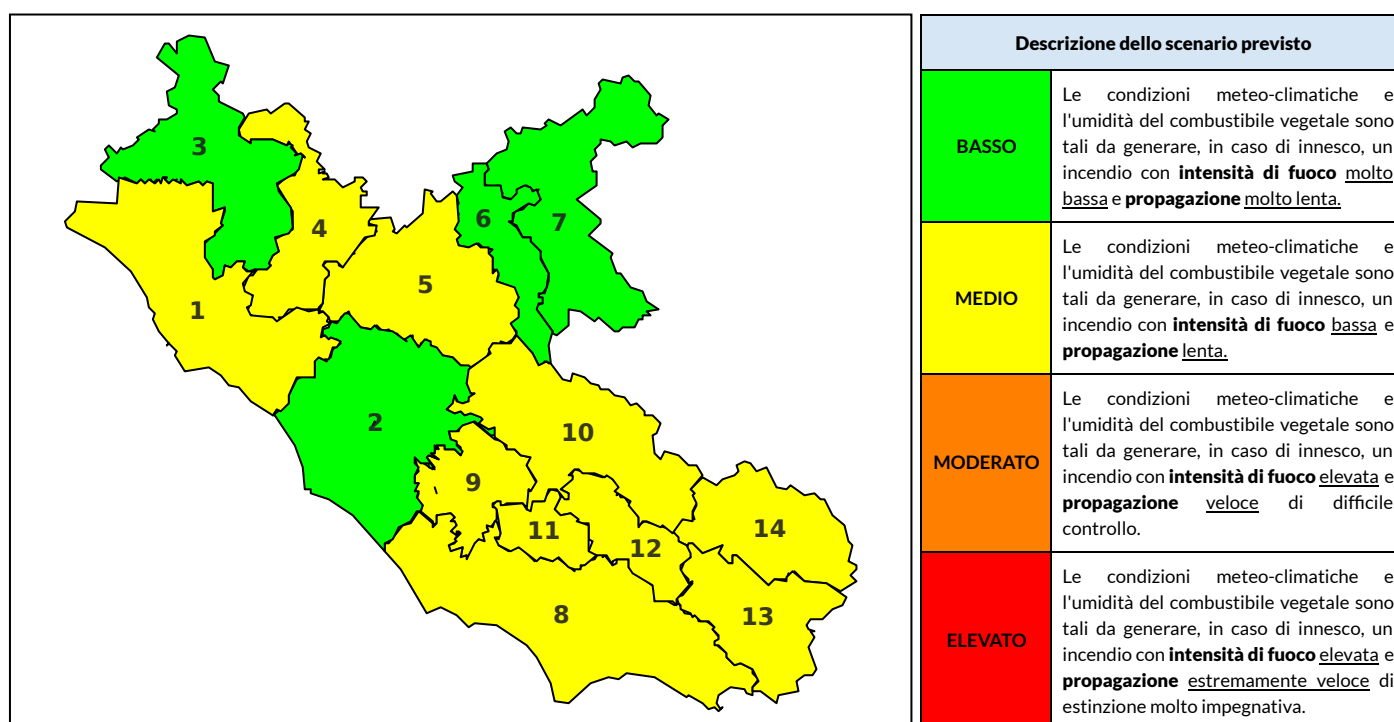 3
4
6
7
5
1
2
10
9
11
12
14
8
13
Descrizione dello scenario previsto
BASSO
Le condizioni meteo-climatiche e
l'umidità del combustibile vegetale sono
tali da generare, in caso di innesco, un
incendio con intensità di fuoco molto
bassa e propagazione molto lenta.
MEDIO
Le condizioni meteo-climatiche e
l'umidità del combustibile vegetale sono
tali da generare, in caso di innesco, un
incendio con intensità di fuoco bassa e
propagazione lenta.
MODERATO
Le condizioni meteo-climatiche e
l'umidità del combustibile vegetale sono
tali da generare, in caso di innesco, un
incendio con intensità di fuoco elevata e
propagazione veloce di difficile
controllo.
ELEVATO
Le condizioni meteo-climatiche e
l'umidità del combustibile vegetale sono
tali da generare, in caso di innesco, un
incendio con intensità di fuoco elevata e
propagazione estremamente veloce di
estinzione molto impegnativa.